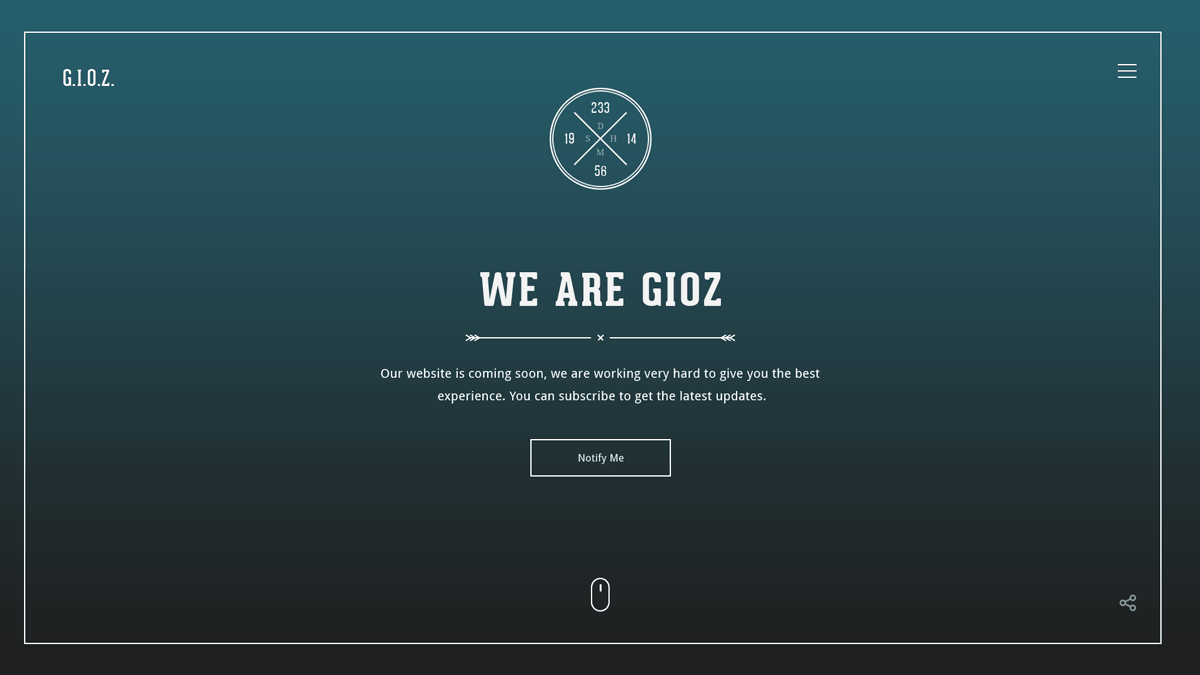 G.I.O.Z.
233
D
19 S H 14
M
56
WE ARE GIOZ
Our website is coming soon, we are working very hard to give you the best
experience. You can subscribe to get the latest updates.
Notify Me